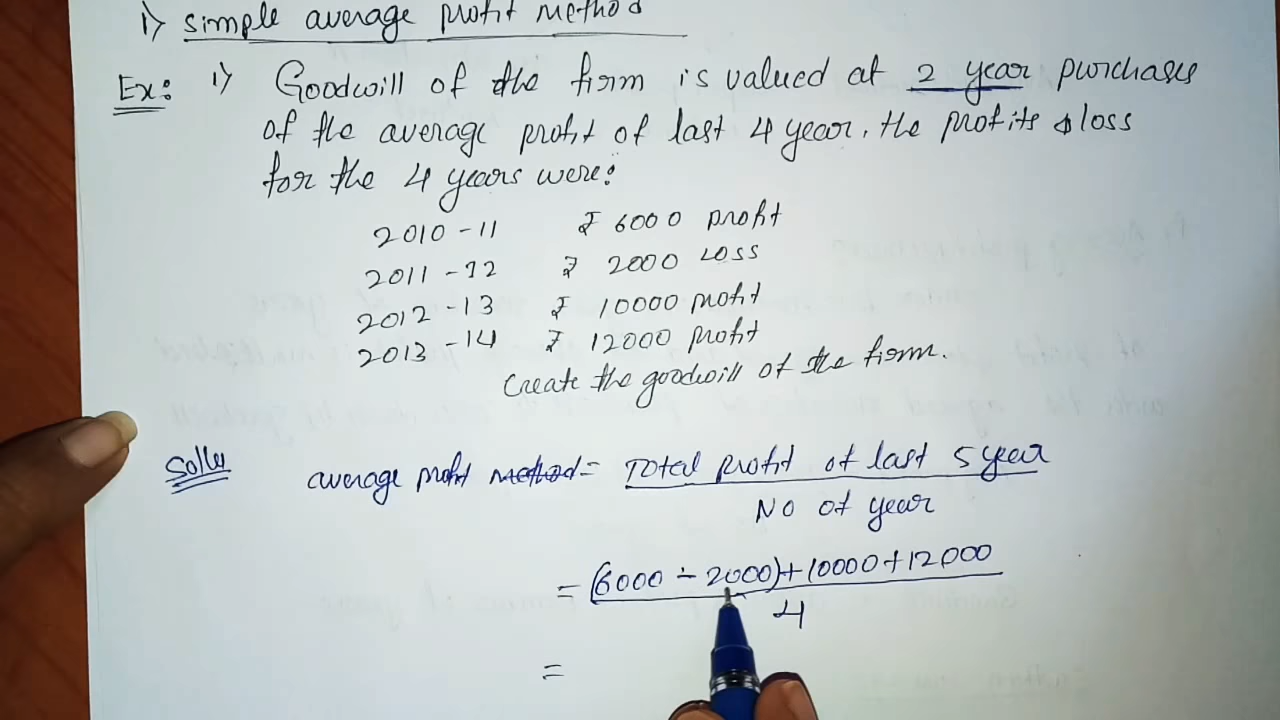 1) simple average profit method
Ex: 1) Goodwill of the firm is valued at 2 year purchases
of the average profit of last 4 year. the profits & loss
for the 4 years were:
2010-11 ₹ 6000 profit
2011-12 ₹ 2000 Loss
2012-13 ₹ 10000 profit
2013-14 ₹ 12000 profit
Create the goodwill of the firm.
Soln average profit method = Total profit of last 5 year
No of year
= (6000 - 2000) + 10000 + 12000
4
=